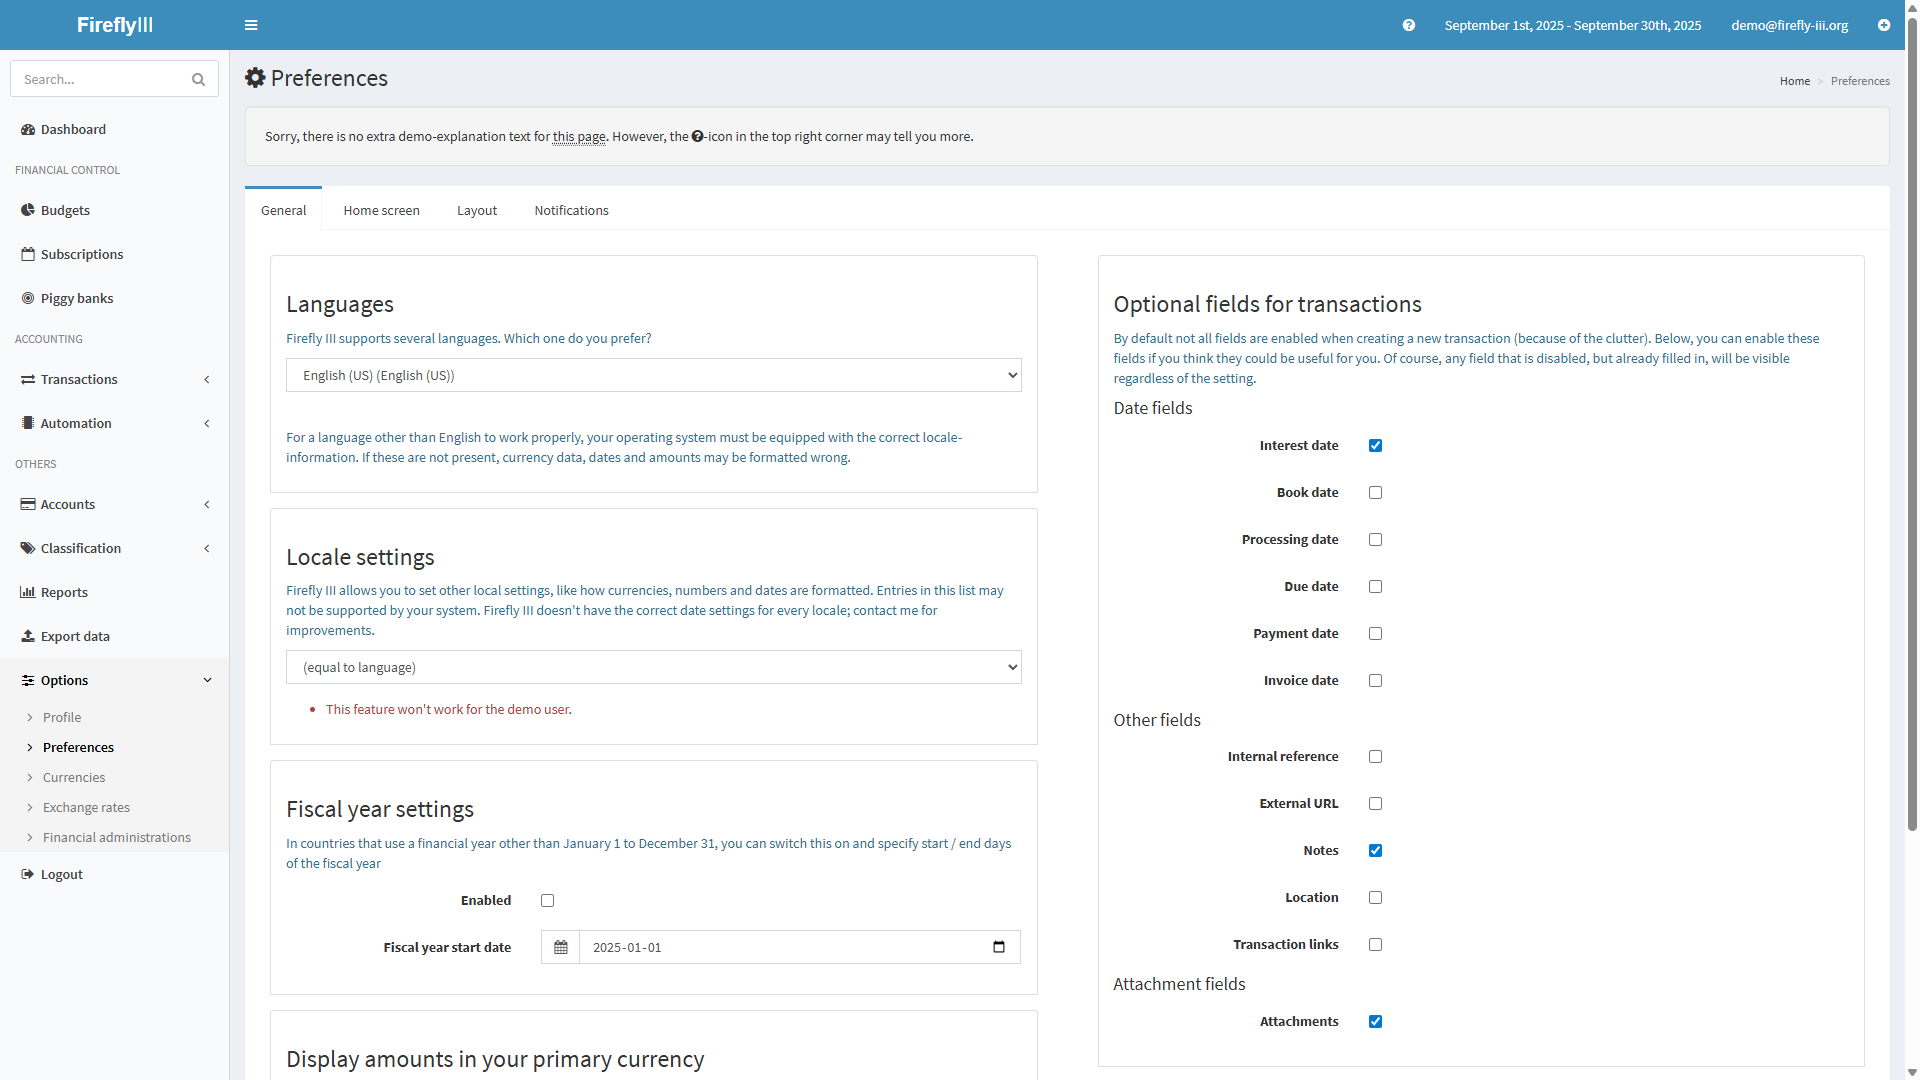 FireflyIII
September 1st, 2025 - September 30th, 2025
demo@firefly-iii.org
Search...
Dashboard
FINANCIAL CONTROL
Budgets
Subscriptions
Piggy banks
ACCOUNTING
Transactions
Automation
OTHERS
Accounts
Classification
Reports
Export data
Options
Profile
Preferences
Currencies
Exchange rates
Financial administrations
Logout
Preferences
Home > Preferences
Sorry, there is no extra demo-explanation text for this page. However, the ?-icon in the top right corner may tell you more.
General
Home screen
Layout
Notifications
Languages
Firefly III supports several languages. Which one do you prefer?
English (US) (English (US))
For a language other than English to work properly, your operating system must be equipped with the correct locale-
information. If these are not present, currency data, dates and amounts may be formatted wrong.
Locale settings
Firefly III allows you to set other local settings, like how currencies, numbers and dates are formatted. Entries in this list may
not be supported by your system. Firefly III doesn't have the correct date settings for every locale; contact me for
improvements.
(equal to language)
• This feature won't work for the demo user.
Fiscal year settings
In countries that use a financial year other than January 1 to December 31, you can switch this on and specify start / end days
of the fiscal year
Enabled
Fiscal year start date
2025-01-01
Display amounts in your primary currency
Optional fields for transactions
By default not all fields are enabled when creating a new transaction (because of the clutter). Below, you can enable these
fields if you think they could be useful for you. Of course, any field that is disabled, but already filled in, will be visible
regardless of the setting.
Date fields
Interest date
Book date
Processing date
Due date
Payment date
Invoice date
Other fields
Internal reference
External URL
Notes
Location
Transaction links
Attachment fields
Attachments